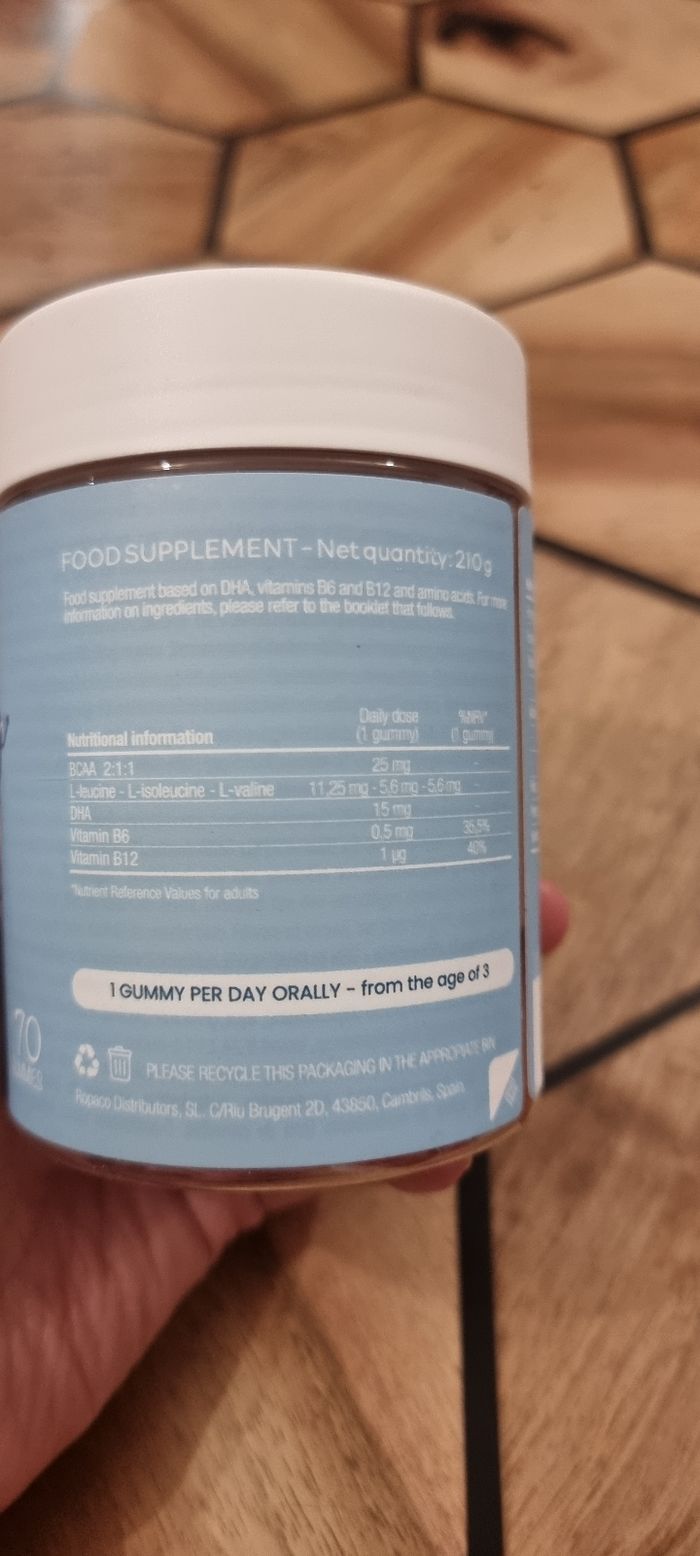 FOOD SUPPLEMENT - Net quantity: 210g
Food supplement based on DHA, vitamins B6 and B12 and amino acids. For more
information on ingredients, please refer to the booklet that follows.
Nutritional information Daily dose (1 gummy) %NRV* (1 gummy)
BCAA 2:1:1 25 mg -
L-leucine - L-isoleucine - L-valine 11,25 mg - 5,6 mg - 5,6 mg -
DHA 15 mg -
Vitamin B6 0,5 mg 35,5%
Vitamin B12 1 µg 40%
*Nutrient Reference Values for adults
1 GUMMY PER DAY ORALLY - from the age of 3
70
GUMMIES
PLEASE RECYCLE THIS PACKAGING IN THE APPROPRIATE BIN
Ropaco Distributors, SL. C/Riu Brugent 2D, 43850, Cambrils, Spain